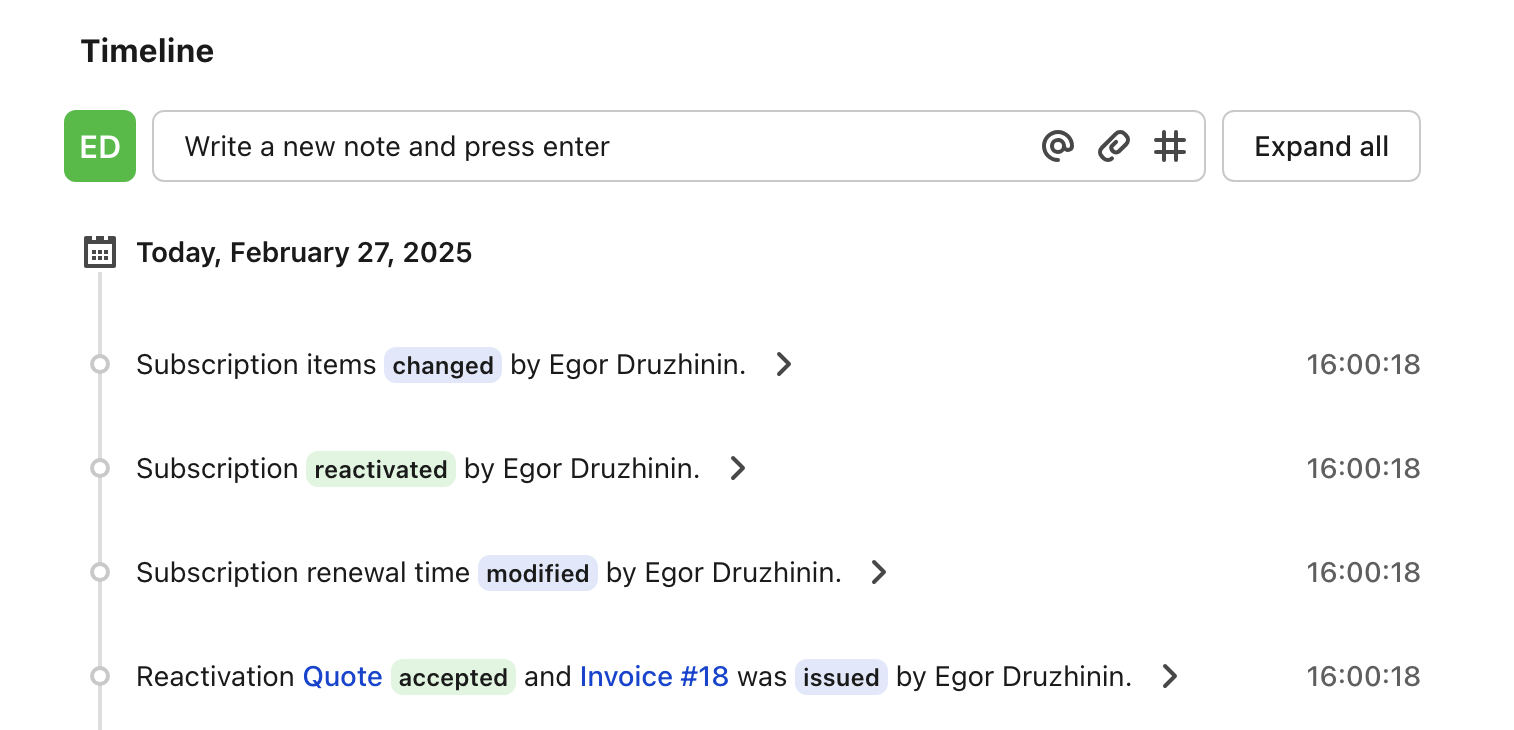 Timeline
ED
Write a new note and press enter
Expand all
Today, February 27, 2025
Subscription items changed by Egor Druzhinin. 16:00:18
Subscription reactivated by Egor Druzhinin. 16:00:18
Subscription renewal time modified by Egor Druzhinin. 16:00:18
Reactivation Quote accepted and Invoice #18 was issued by Egor Druzhinin. 16:00:18